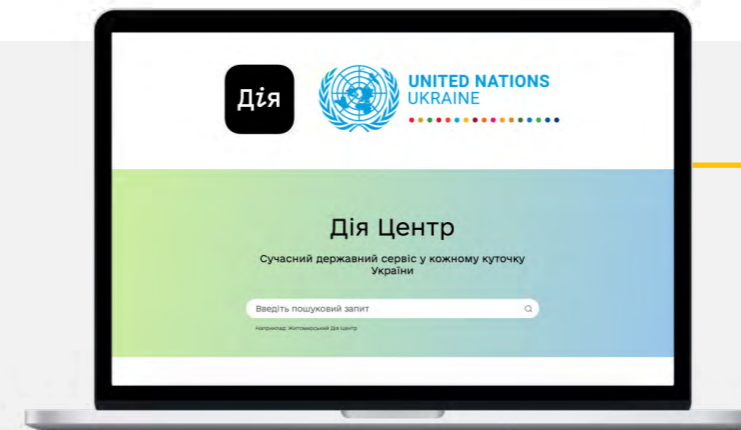 Дія
UNITED NATIONS
UKRAINE
Дія Центр
Сучасний державний сервіс у кожному куточку
України
Введіть пошуковий запит
Наприклад: Житомирський Дія Центр